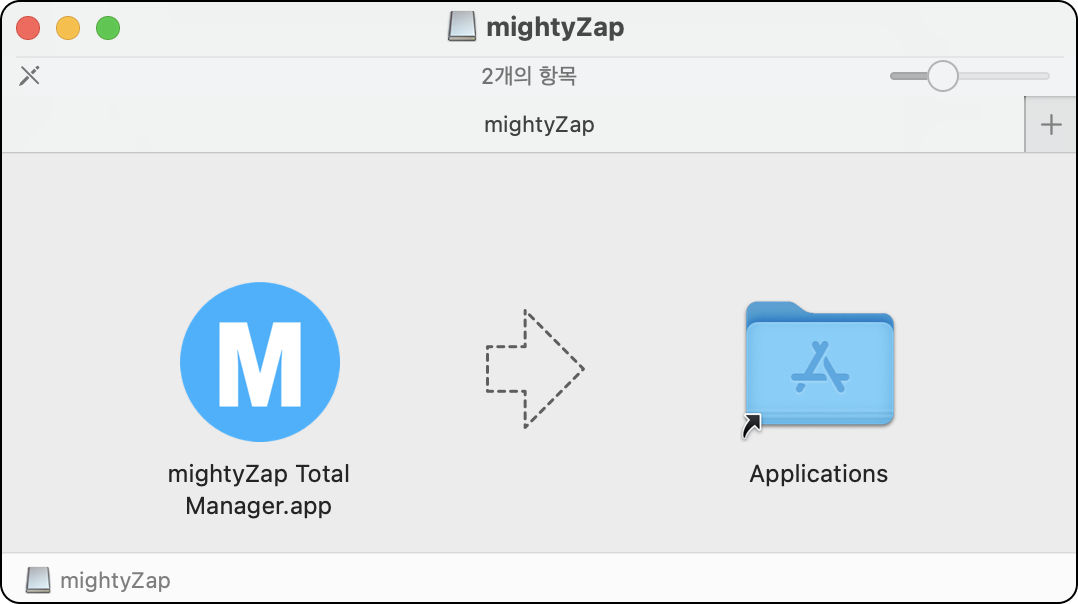 mightyZap
2개의 항목
mightyZap
M
mightyZap Total
Manager.app
Applications
mightyZap